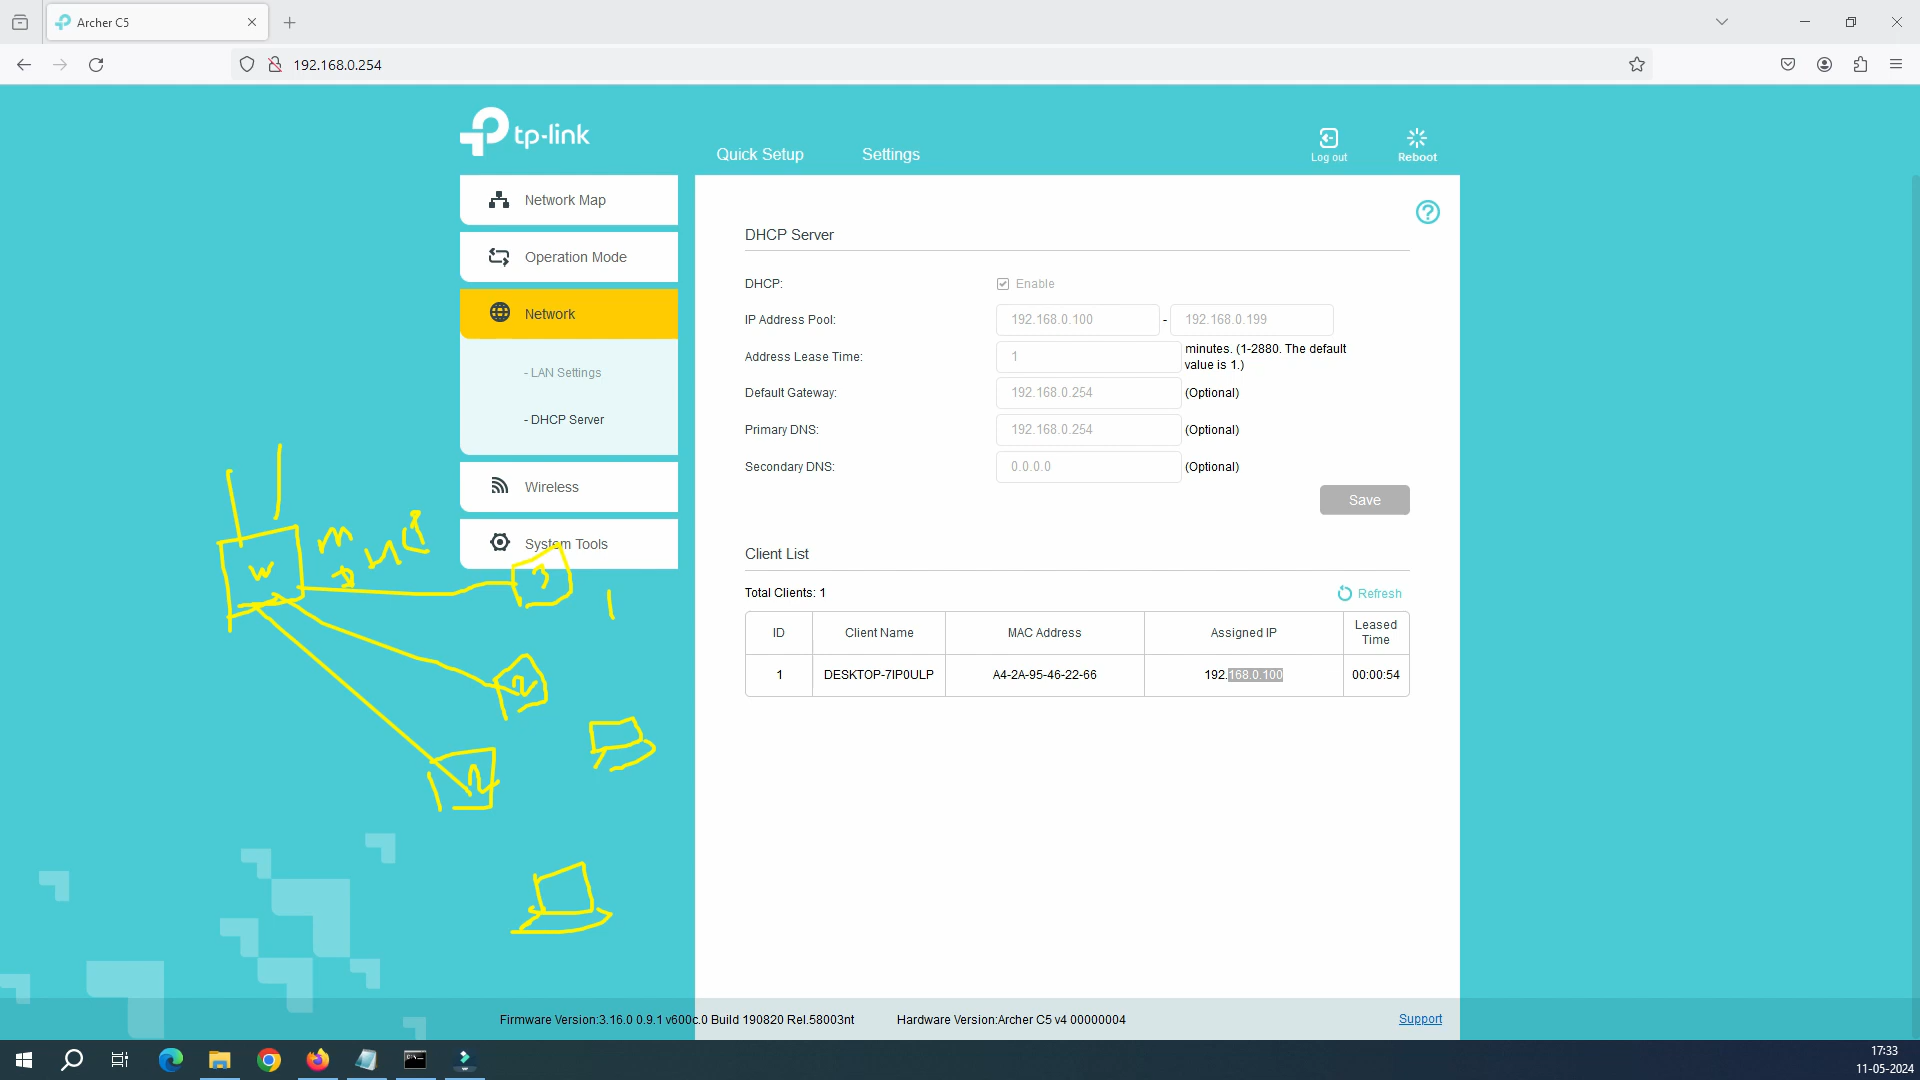 Archer C5
192.168.0.254
tp-link
Quick Setup
Settings
Log out
Reboot
Network Map
Operation Mode
Network
- LAN Settings
- DHCP Server
Wireless
System Tools
DHCP Server
DHCP:
Enable
IP Address Pool:
192.168.0.100 - 192.168.0.199
Address Lease Time:
1
minutes. (1-2880. The default
value is 1.)
Default Gateway:
192.168.0.254
(Optional)
Primary DNS:
192.168.0.254
(Optional)
Secondary DNS:
0.0.0.0
(Optional)
Save
Client List
Total Clients: 1
Refresh
ID Client Name MAC Address Assigned IP Leased Time
1 DESKTOP-7IP0ULP A4-2A-95-46-22-66 192.168.0.100 00:00:54
W
3
1
2
Firmware Version:3.16.0 0.9.1 v600c.0 Build 190820 Rel.58003nt
Hardware Version:Archer C5 v4 00000004
Support
17:33
11-05-2024